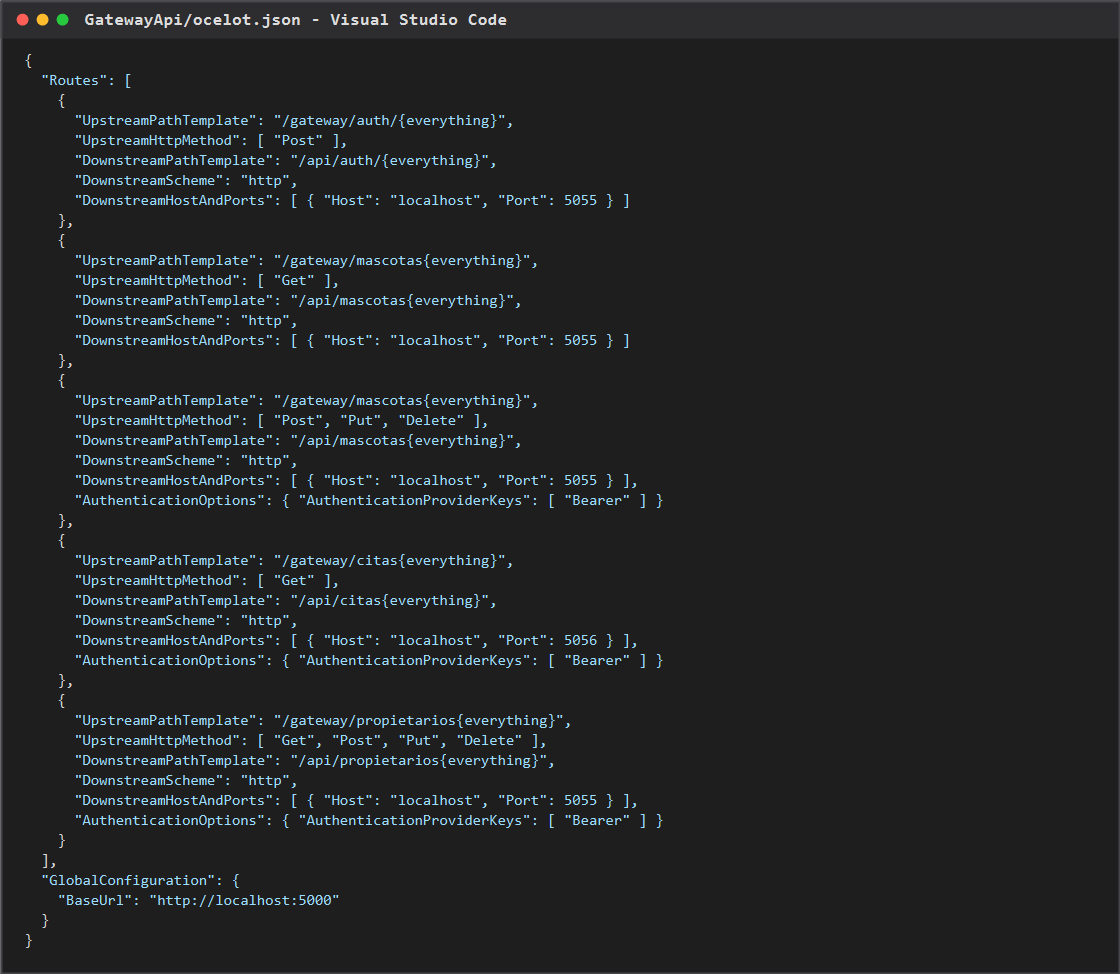 GatewayApi/ocelot.json - Visual Studio Code
{
  "Routes": [
    {
      "UpstreamPathTemplate": "/gateway/auth/{everything}",
      "UpstreamHttpMethod": [ "Post" ],
      "DownstreamPathTemplate": "/api/auth/{everything}",
      "DownstreamScheme": "http",
      "DownstreamHostAndPorts": [ { "Host": "localhost", "Port": 5055 } ]
    },
    {
      "UpstreamPathTemplate": "/gateway/mascotas{everything}",
      "UpstreamHttpMethod": [ "Get" ],
      "DownstreamPathTemplate": "/api/mascotas{everything}",
      "DownstreamScheme": "http",
      "DownstreamHostAndPorts": [ { "Host": "localhost", "Port": 5055 } ]
    },
    {
      "UpstreamPathTemplate": "/gateway/mascotas{everything}",
      "UpstreamHttpMethod": [ "Post", "Put", "Delete" ],
      "DownstreamPathTemplate": "/api/mascotas{everything}",
      "DownstreamScheme": "http",
      "DownstreamHostAndPorts": [ { "Host": "localhost", "Port": 5055 } ],
      "AuthenticationOptions": { "AuthenticationProviderKeys": [ "Bearer" ] }
    },
    {
      "UpstreamPathTemplate": "/gateway/citas{everything}",
      "UpstreamHttpMethod": [ "Get" ],
      "DownstreamPathTemplate": "/api/citas{everything}",
      "DownstreamScheme": "http",
      "DownstreamHostAndPorts": [ { "Host": "localhost", "Port": 5056 } ],
      "AuthenticationOptions": { "AuthenticationProviderKeys": [ "Bearer" ] }
    },
    {
      "UpstreamPathTemplate": "/gateway/propietarios{everything}",
      "UpstreamHttpMethod": [ "Get", "Post", "Put", "Delete" ],
      "DownstreamPathTemplate": "/api/propietarios{everything}",
      "DownstreamScheme": "http",
      "DownstreamHostAndPorts": [ { "Host": "localhost", "Port": 5055 } ],
      "AuthenticationOptions": { "AuthenticationProviderKeys": [ "Bearer" ] }
    }
  ],
  "GlobalConfiguration": {
    "BaseUrl": "http://localhost:5000"
  }
}